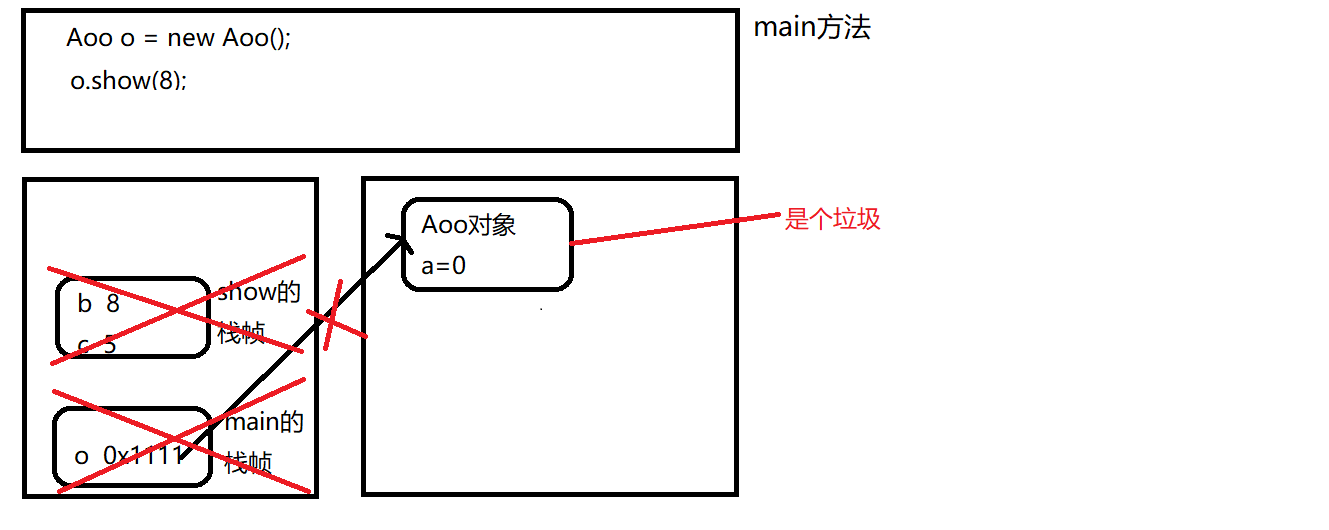 Aoo o = new Aoo();
o.show(8);
main方法
Aoo对象
a=0
是个垃圾
b 8
c 5
show的
栈帧
o 0x1111
main的
栈帧